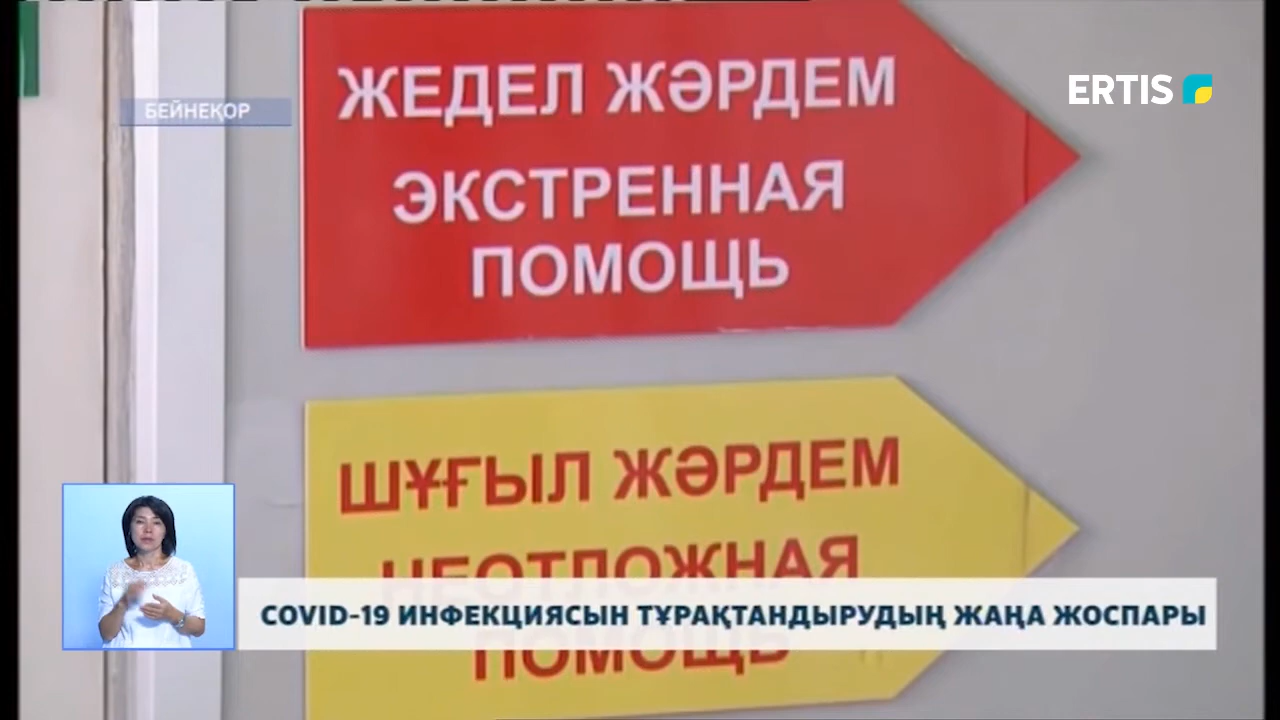 ERTIS
БЕЙНЕҚОР
ЖЕДЕЛ ЖӘРДЕМ
ЭКСТРЕННАЯ
ПОМОЩЬ
ШҰҒЫЛ ЖӘРДЕМ
НЕОТЛОЖНАЯ
COVID-19 ИНФЕКЦИЯСЫН ТҰРАҚТАНДЫРУДЫҢ ЖАҢА ЖОСПАРЫ
ПОМОЩЬ